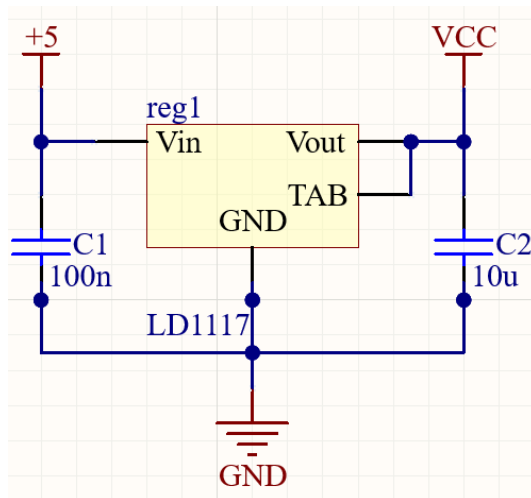 +5
VCC
reg1
Vin
Vout
TAB
GND
C1
100n
C2
10u
LD1117
GND